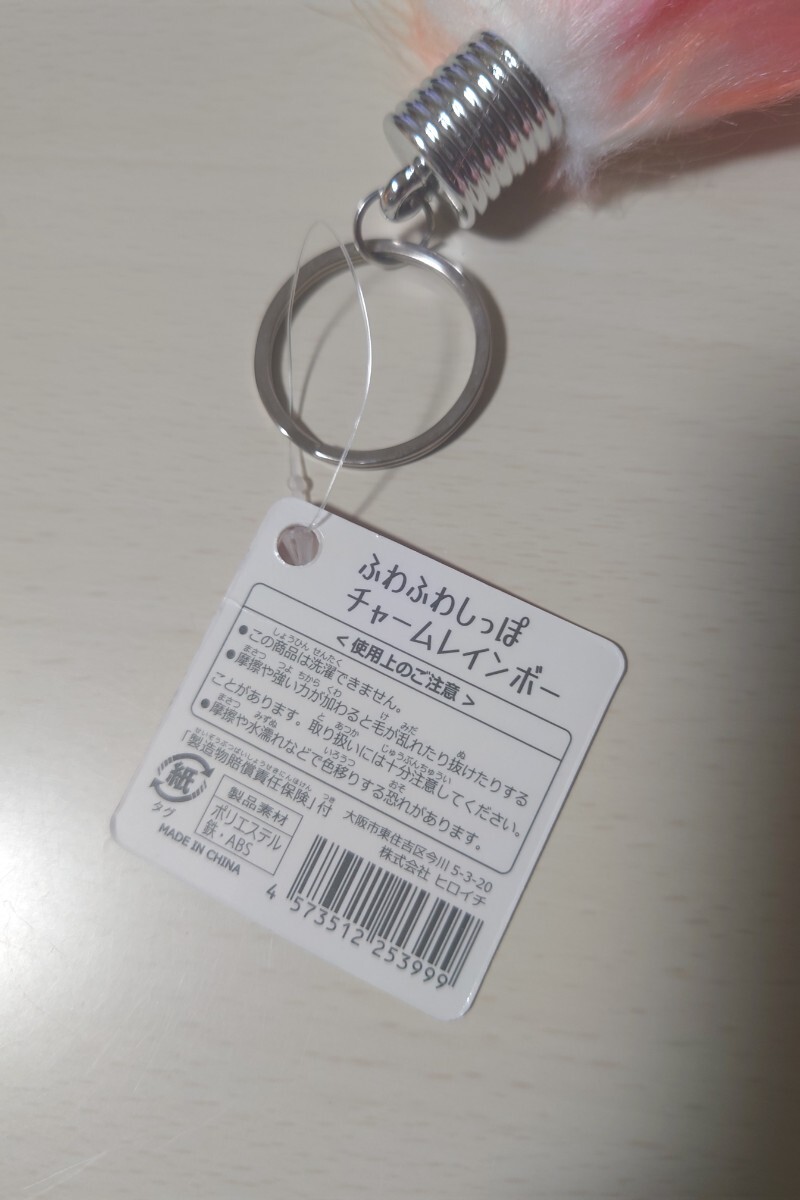 ふわふわしっぽ
チャームレインボー
<使用上のご注意>
●この商品は洗濯できません。
●摩擦や強い力が加わると毛が乱れたり抜けたりする
ことがあります。取り扱いには十分注意してください。
●摩擦や水濡れなどで色移りする恐れがあります。
「製造物賠償責任保険」付
大阪市東住吉区今川5-3-20
株式会社 ヒロイチ
紙
タグ
製品素材
ポリエステル
鉄・ABS
MADE IN CHINA
4 573512 253999